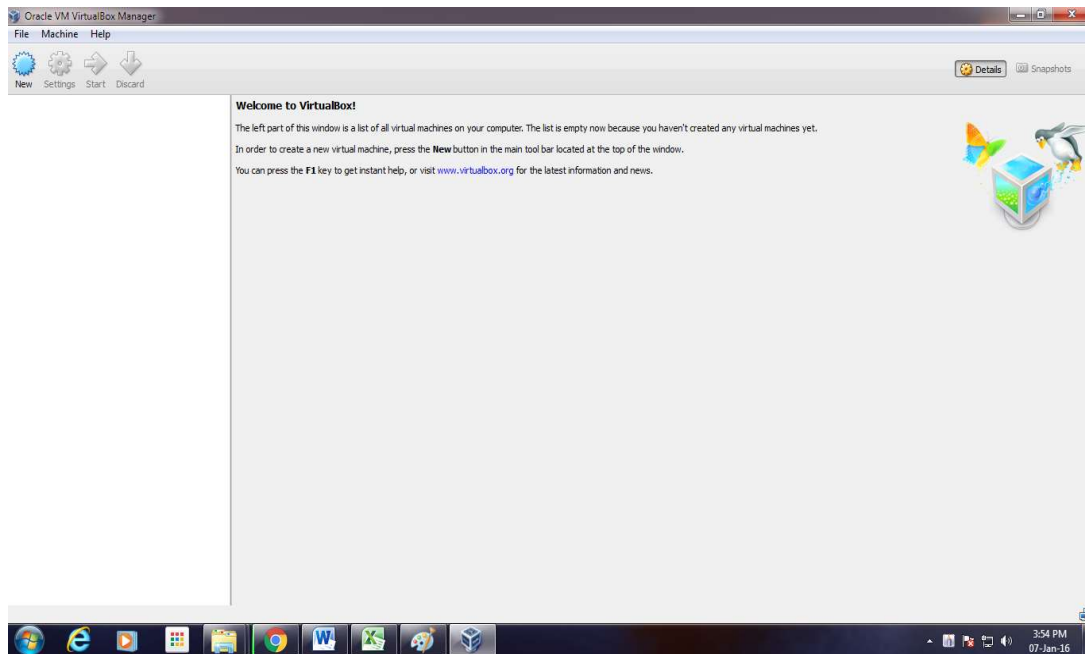 Oracle VM VirtualBox Manager
File Machine Help
New Settings Start Discard
Details Snapshots
Welcome to VirtualBox!
The left part of this window is a list of all virtual machines on your computer. The list is empty now because you haven't created any virtual machines yet.
In order to create a new virtual machine, press the New button in the main tool bar located at the top of the window.
You can press the F1 key to get instant help, or visit www.virtualbox.org for the latest information and news.
3:54 PM
07-Jan-16